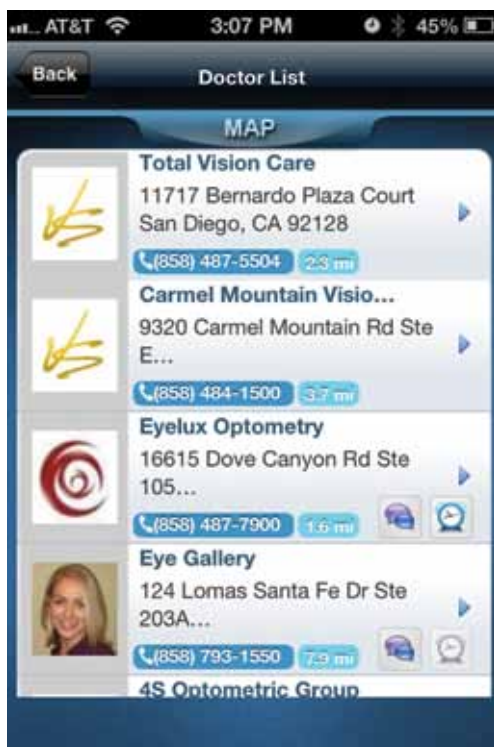 AT&T 3:07 PM 45%
Back Doctor List
MAP
Total Vision Care
11717 Bernardo Plaza Court
San Diego, CA 92128
(858) 487-5504 2.3 mi
Carmel Mountain Visio...
9320 Carmel Mountain Rd Ste
E...
(858) 484-1500 3.7 mi
Eyelux Optometry
16615 Dove Canyon Rd Ste
105...
(858) 487-7900 1.6 mi
Eye Gallery
124 Lomas Santa Fe Dr Ste
203A...
(858) 793-1550 7.9 mi
4S Optometric Group